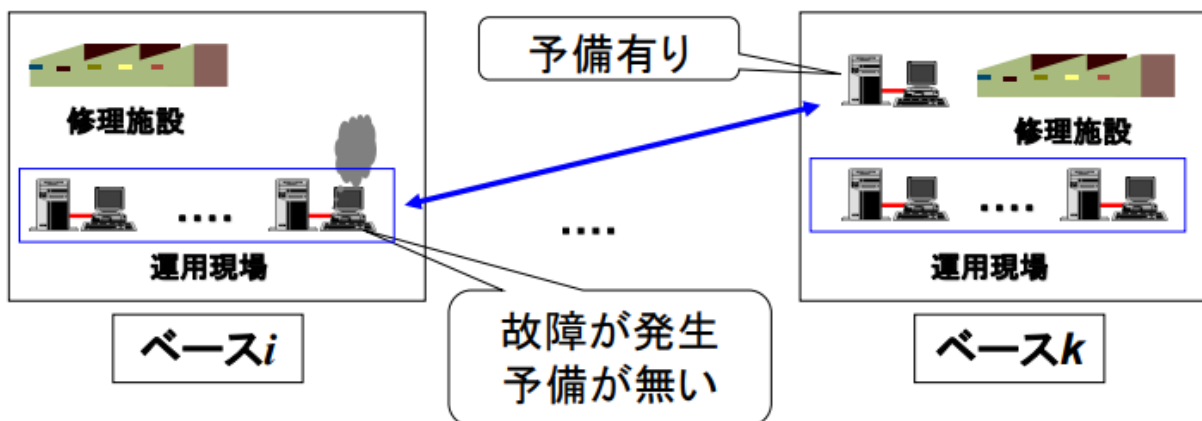 予備有り
修理施設
修理施設
‥‥
‥‥
‥‥
運用現場
運用現場
故障が発生
予備が無い
ベースi
ベースk